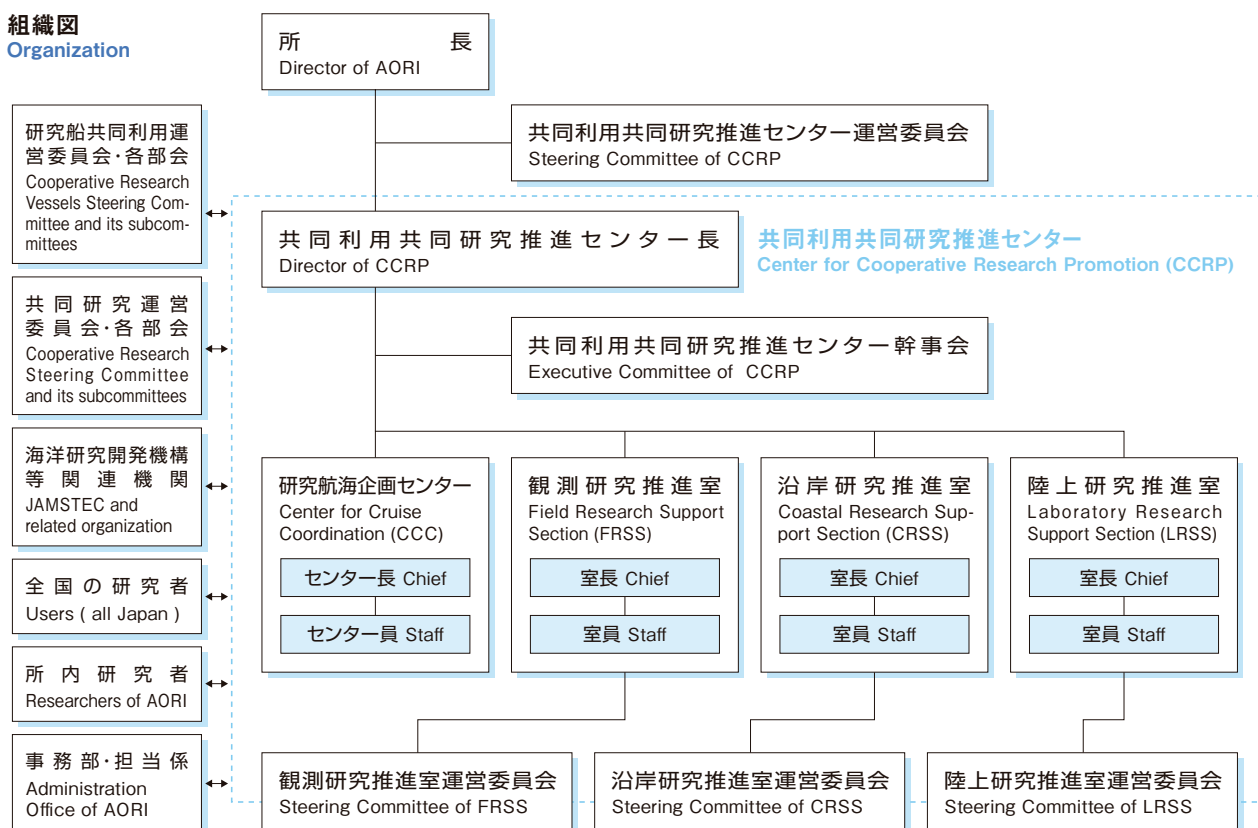 組織図
Organization
所長
Director of AORI
共同利用共同研究推進センター運営委員会
Steering Committee of CCRP
研究船共同利用運
営委員会・各部会
Cooperative Research
Vessels Steering Com-
mittee and its subcom-
mittees
共同研究運営
委員会・各部会
Cooperative Research
Steering Committee
and its subcommittees
海洋研究開発機構
等関連機関
JAMSTEC and
related organization
全国の研究者
Users ( all Japan )
所内研究者
Researchers of AORI
事務部・担当係
Administration
Office of AORI
共同利用共同研究推進センター長
Director of CCRP
共同利用共同研究推進センター
Center for Cooperative Research Promotion (CCRP)
共同利用共同研究推進センター幹事会
Executive Committee of CCRP
研究航海企画センター
Center for Cruise
Coordination (CCC)
センター長 Chief
センター員 Staff
観測研究推進室
Field Research Support
Section (FRSS)
室長 Chief
室員 Staff
沿岸研究推進室
Coastal Research Sup-
port Section (CRSS)
室長 Chief
室員 Staff
陸上研究推進室
Laboratory Research
Support Section (LRSS)
室長 Chief
室員 Staff
観測研究推進室運営委員会
Steering Committee of FRSS
沿岸研究推進室運営委員会
Steering Committee of CRSS
陸上研究推進室運営委員会
Steering Committee of LRSS